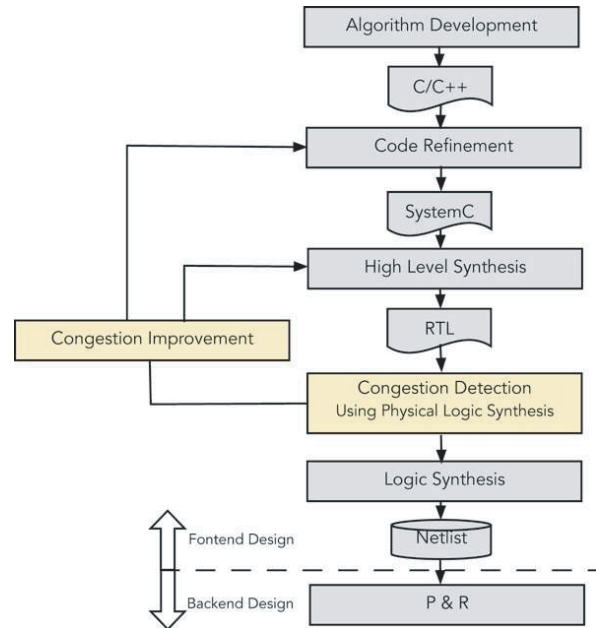 Algorithm Development
C/C++
Code Refinement
SystemC
High Level Synthesis
Congestion Improvement
RTL
Congestion Detection
Using Physical Logic Synthesis
Logic Synthesis
Fontend Design
Netlist
Backend Design
P & R